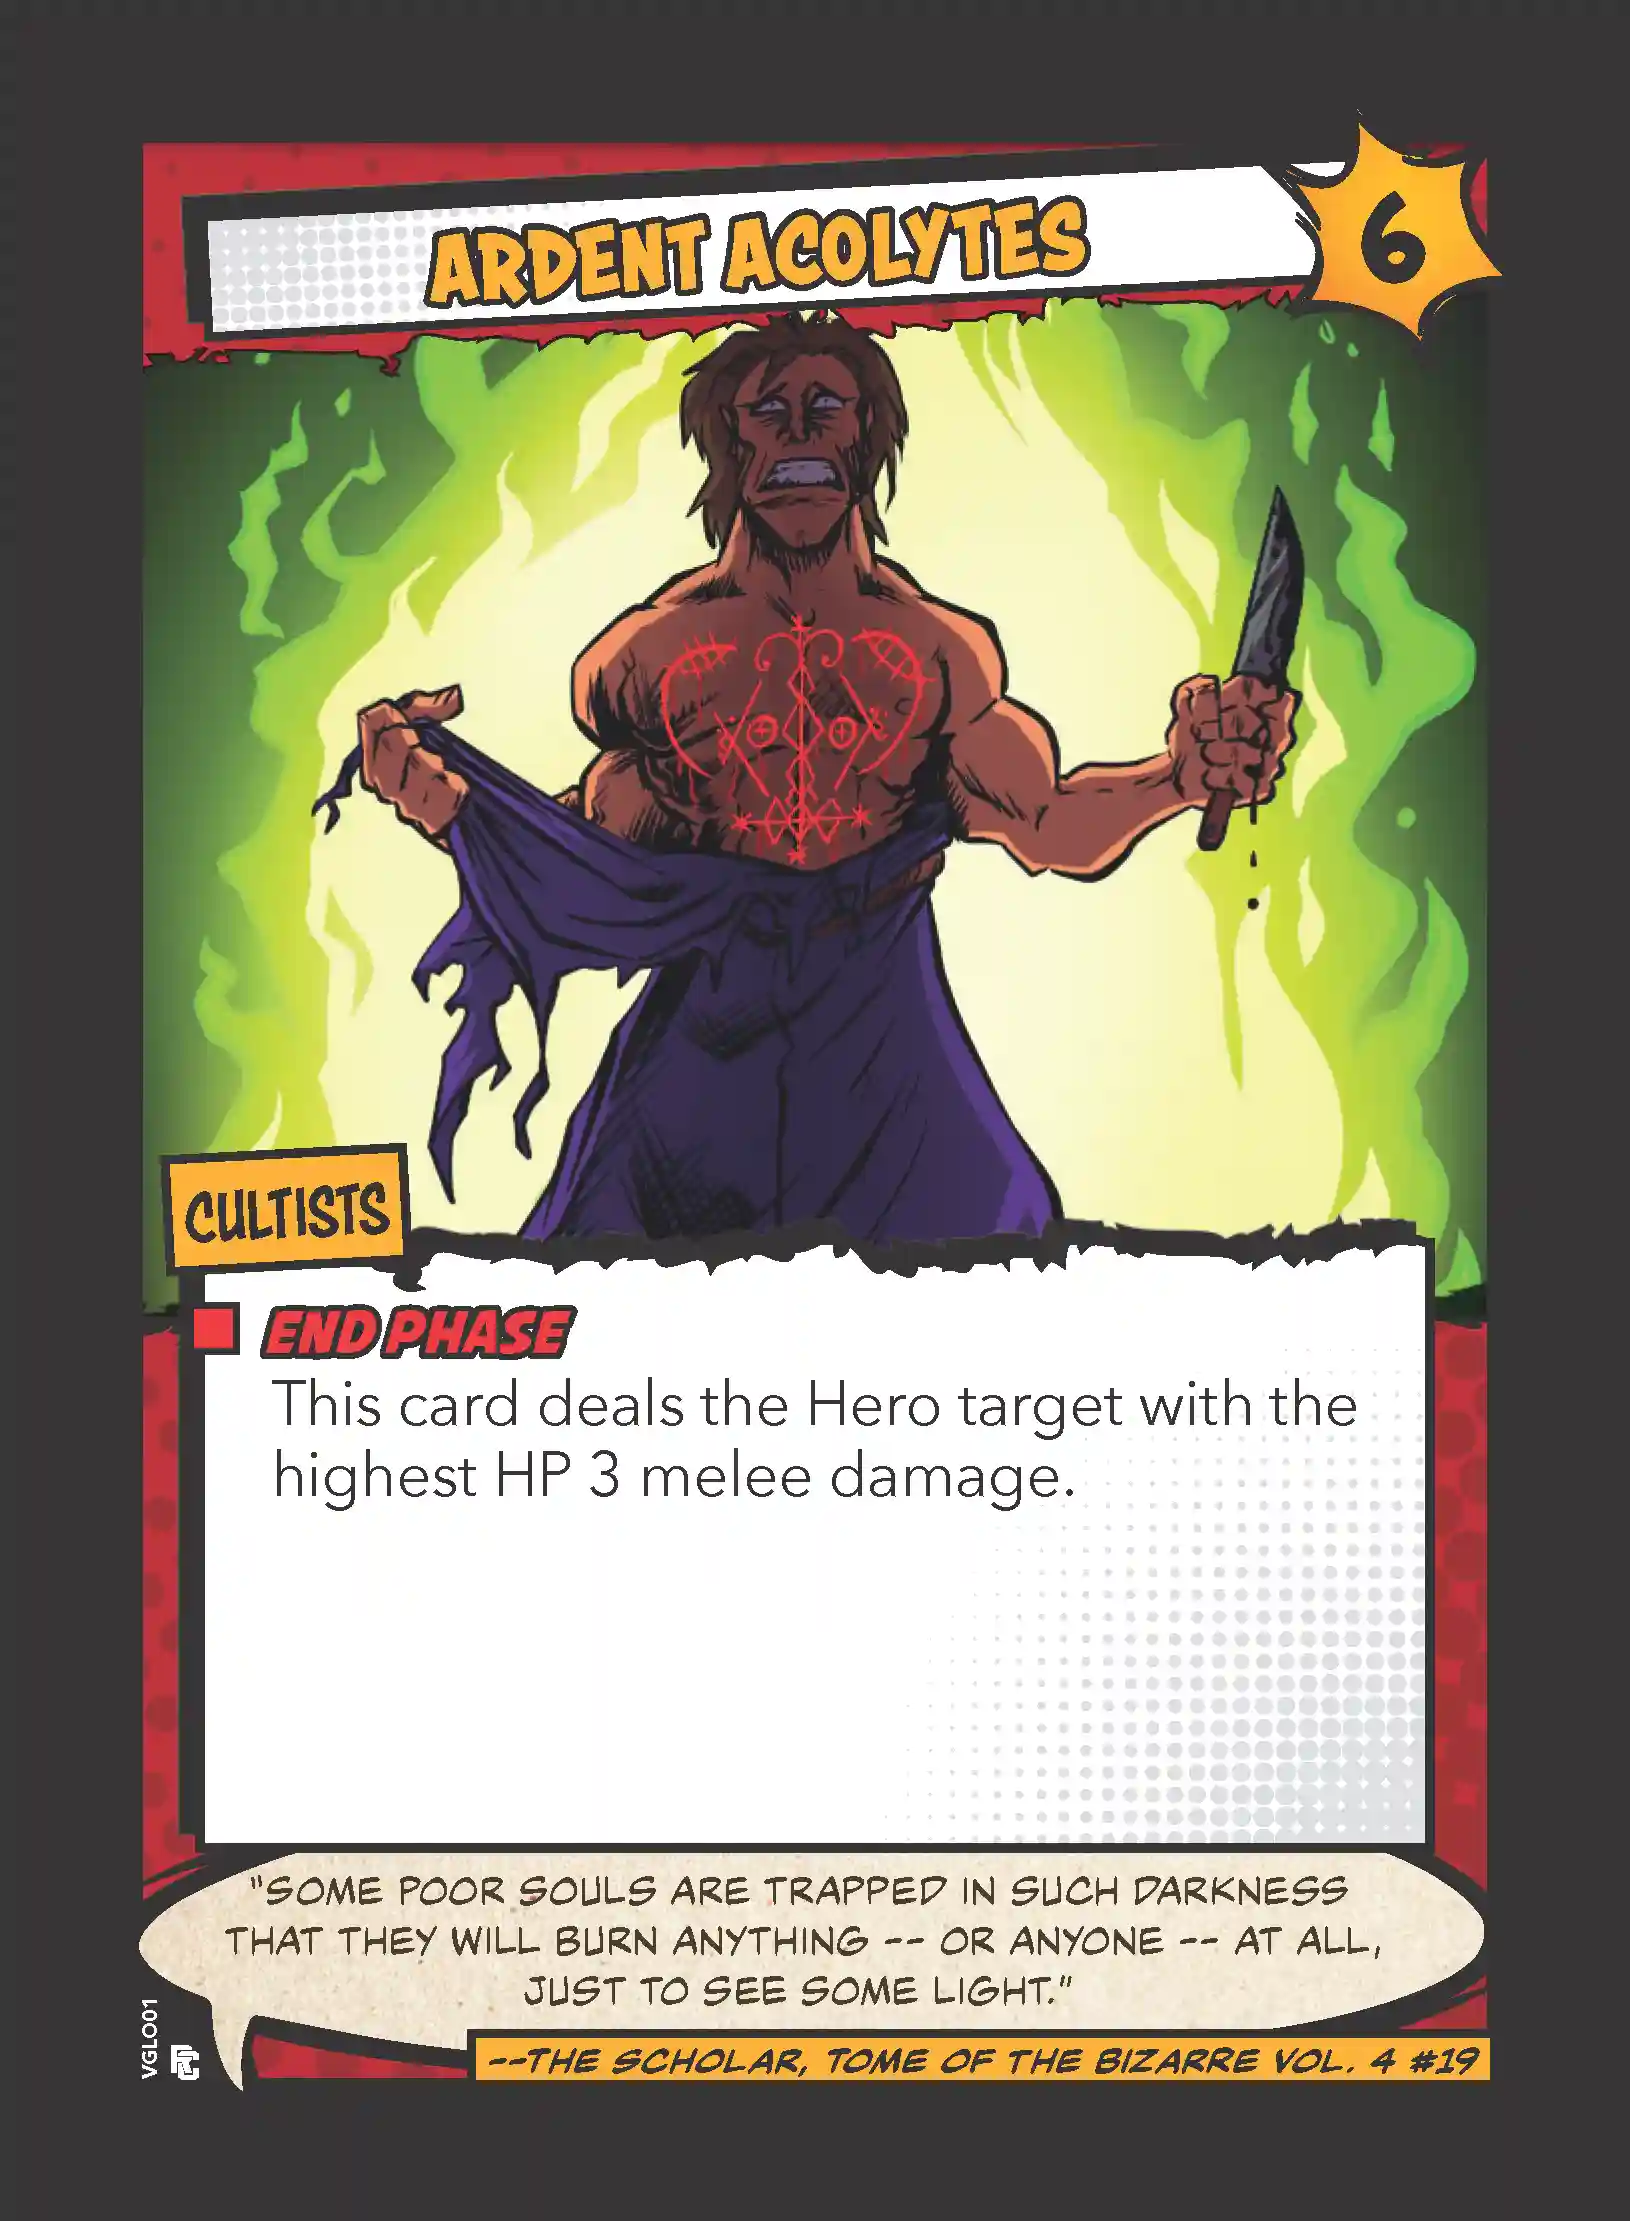 ARDENT ACOLYTES
6
CULTISTS
END PHASE
This card deals the Hero target with the
highest HP 3 melee damage.
"SOME POOR SOULS ARE TRAPPED IN SUCH DARKNESS
THAT THEY WILL BURN ANYTHING -- OR ANYONE -- AT ALL,
JUST TO SEE SOME LIGHT."
--THE SCHOLAR, TOME OF THE BIZARRE VOL. 4 #19
VGLO01